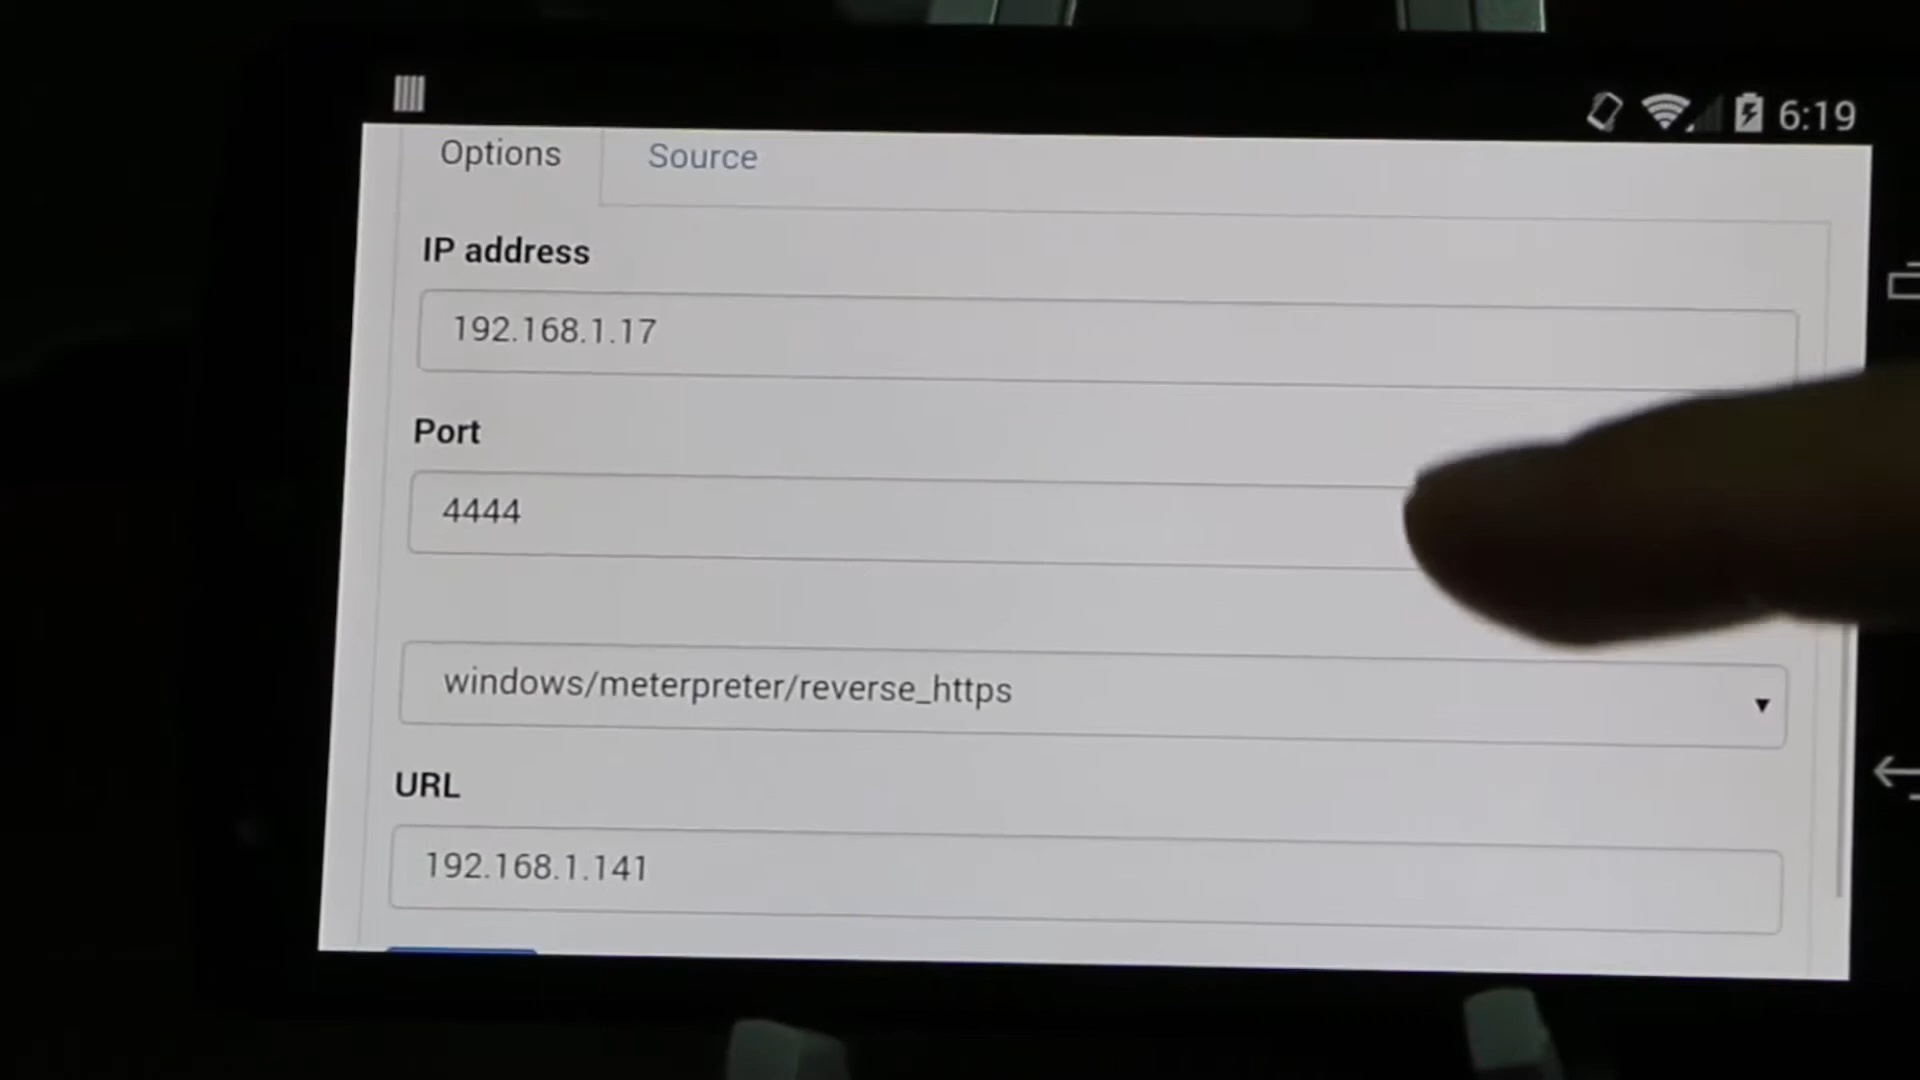 6:19
Options
Source
IP address
192.168.1.17
Port
4444
windows/meterpreter/reverse_https
URL
192.168.1.141